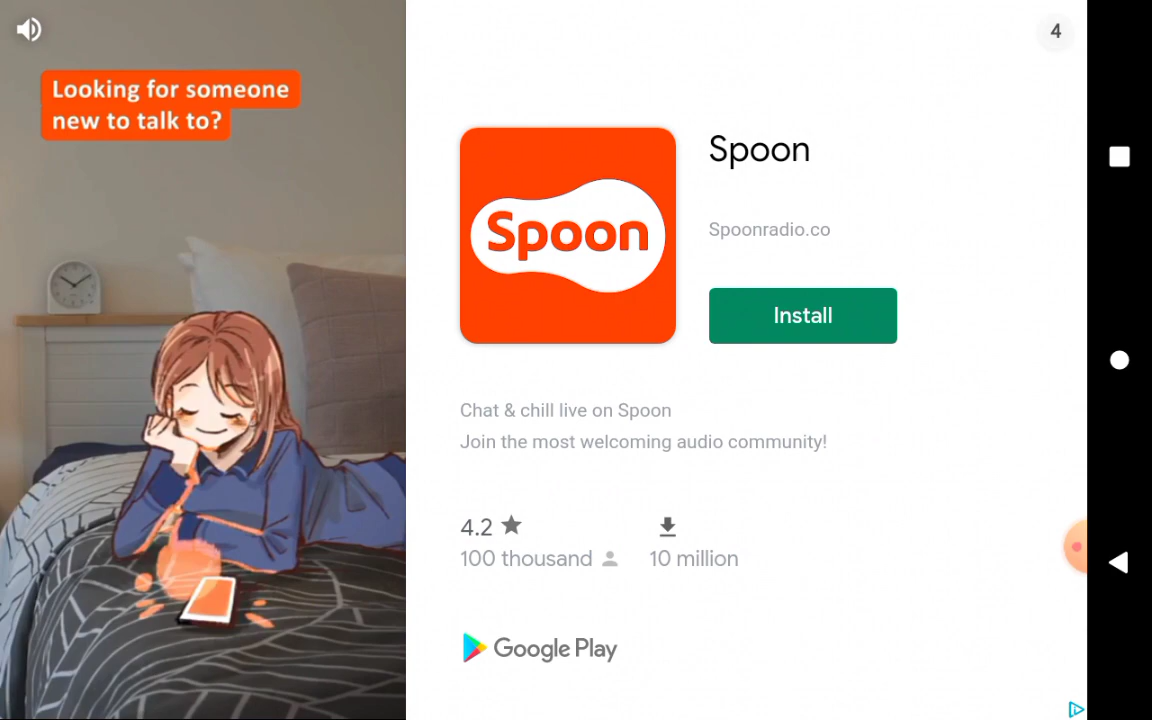 Looking for someone
new to talk to?
4
Spoon
Spoon
Spoonradio.co
Install
Chat & chill live on Spoon
Join the most welcoming audio community!
4.2
100 thousand
10 million
Google Play